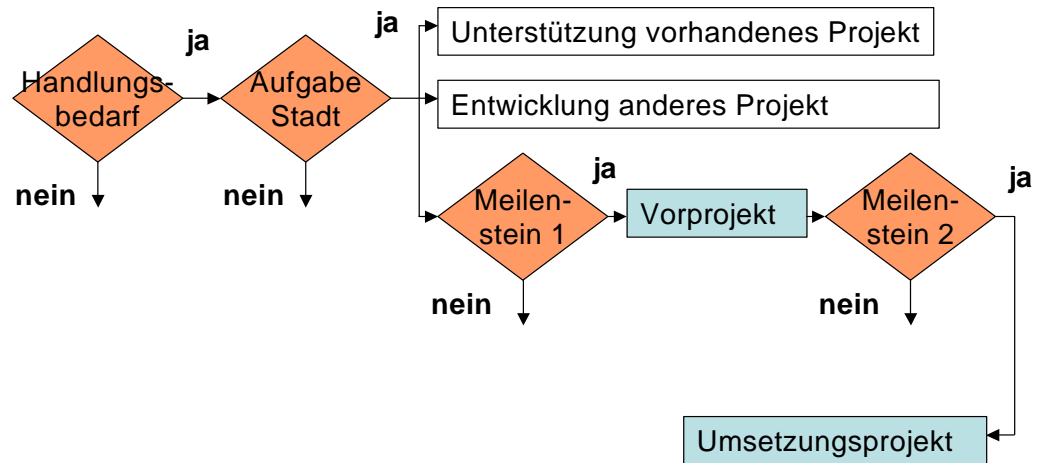 ja
ja
Unterstützung vorhandenes Projekt
Handlungs-
bedarf
Aufgabe
Stadt
Entwicklung anderes Projekt
nein
nein
ja
ja
Meilen-
stein 1
Vorprojekt
Meilen-
stein 2
nein
nein
Umsetzungsprojekt